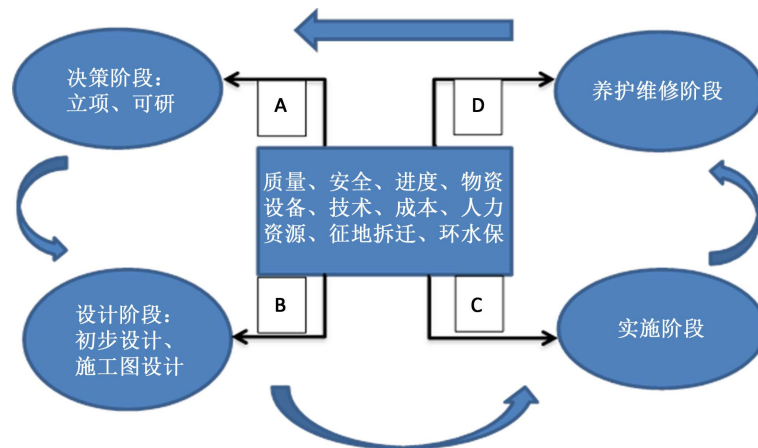 决策阶段：
立项、可研
A
D
养护维修阶段
质量、安全、进度、物资
设备、技术、成本、人力
资源、征地拆迁、环水保
设计阶段：
初步设计、
施工图设计
B
C
实施阶段